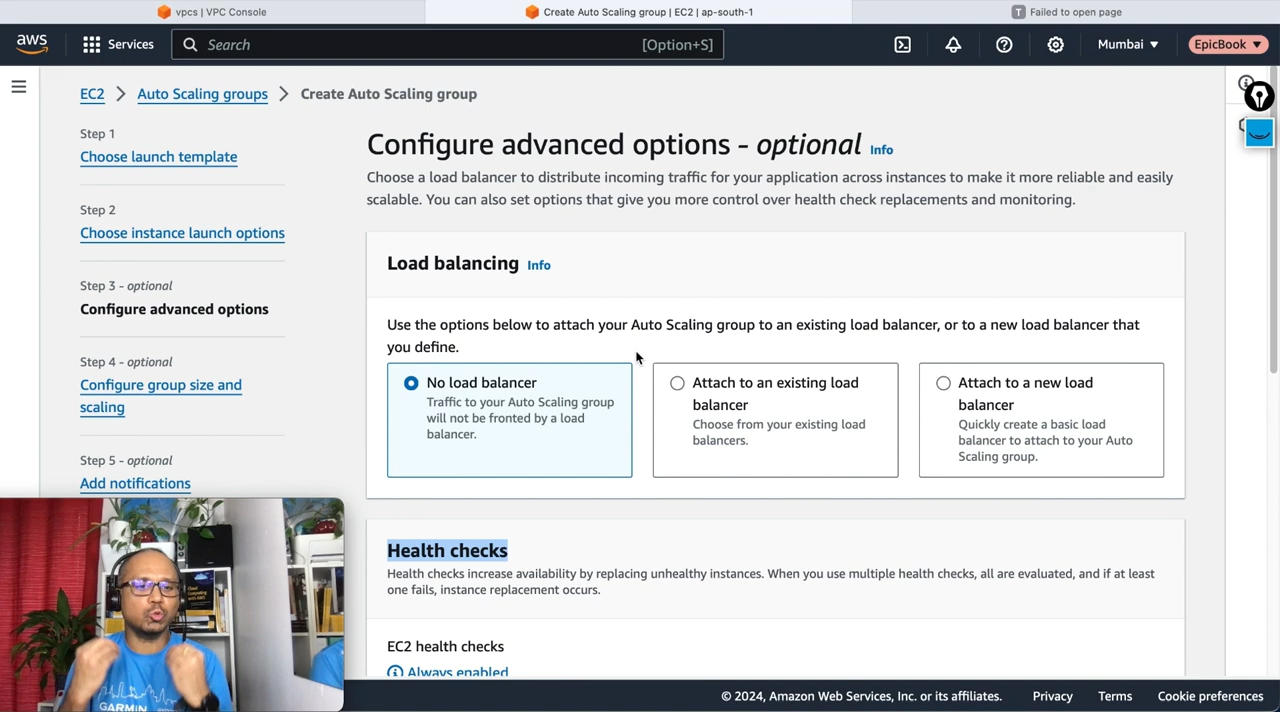 vpcs | VPC Console
Create Auto Scaling group | EC2 | ap-south-1
T Failed to open page
aws
Services
Search
[Option+S]
Mumbai ▼
EpicBook ▼
EC2 > Auto Scaling groups > Create Auto Scaling group
Step 1
Choose launch template
Step 2
Choose instance launch options
Step 3 - optional
Configure advanced options
Step 4 - optional
Configure group size and
scaling
Step 5 - optional
Add notifications
Configure advanced options - optional Info
Choose a load balancer to distribute incoming traffic for your application across instances to make it more reliable and easily
scalable. You can also set options that give you more control over health check replacements and monitoring.
Load balancing Info
Use the options below to attach your Auto Scaling group to an existing load balancer, or to a new load balancer that
you define.
No load balancer
Traffic to your Auto Scaling group
will not be fronted by a load
balancer.
Attach to an existing load
balancer
Choose from your existing load
balancers.
Attach to a new load
balancer
Quickly create a basic load
balancer to attach to your Auto
Scaling group.
Health checks
Health checks increase availability by replacing unhealthy instances. When you use multiple health checks, all are evaluated, and if at least
one fails, instance replacement occurs.
EC2 health checks
Always enabled
GARMIN
© 2024, Amazon Web Services, Inc. or its affiliates.
Privacy
Terms
Cookie preferences